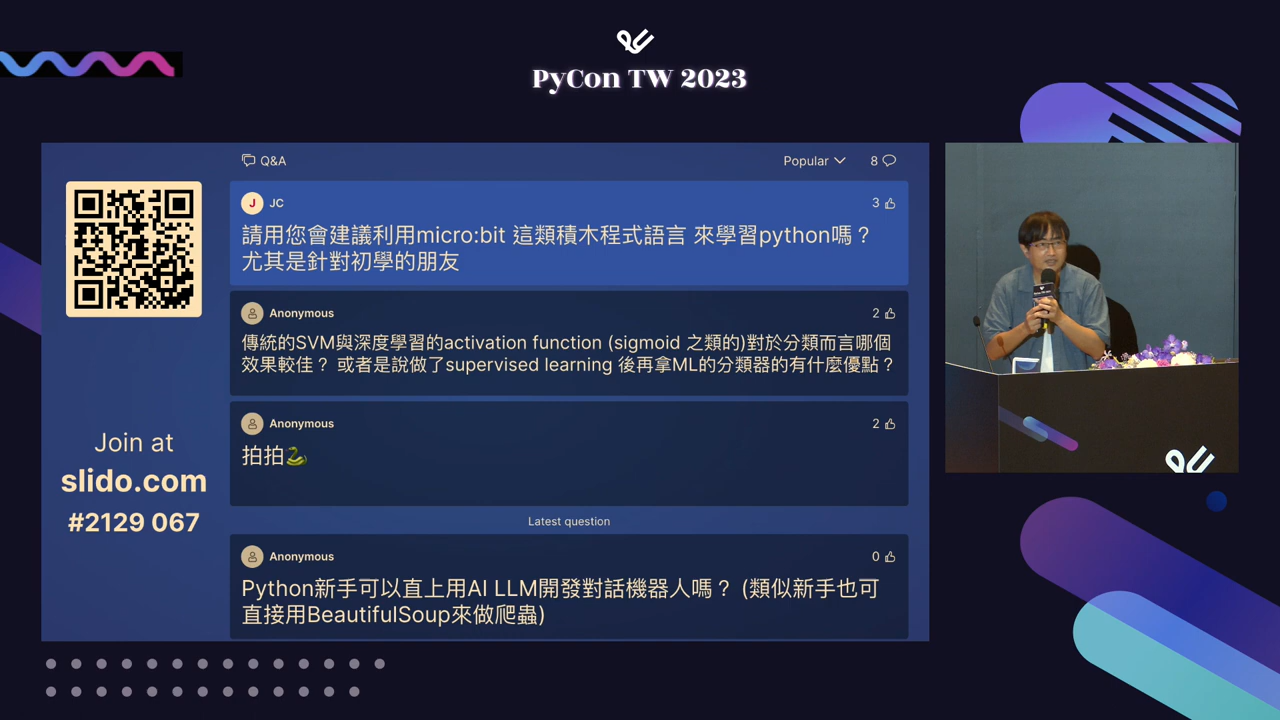 PyCon TW 2023
Q&A
Popular
8
J
JC
3
請用您會建議利用micro:bit 這類積木程式語言 來學習python嗎？
尤其是針對初學的朋友
Anonymous
2
傳統的SVM與深度學習的activation function (sigmoid 之類的)對於分類而言哪個
效果較佳？ 或者是說做了supervised learning 後再拿ML的分類器的有什麼優點？
Anonymous
2
拍拍🐍
Latest question
Anonymous
0
Python新手可以直上用AI LLM開發對話機器人嗎？ (類似新手也可
直接用BeautifulSoup來做爬蟲)
Join at
slido.com
#2129 067